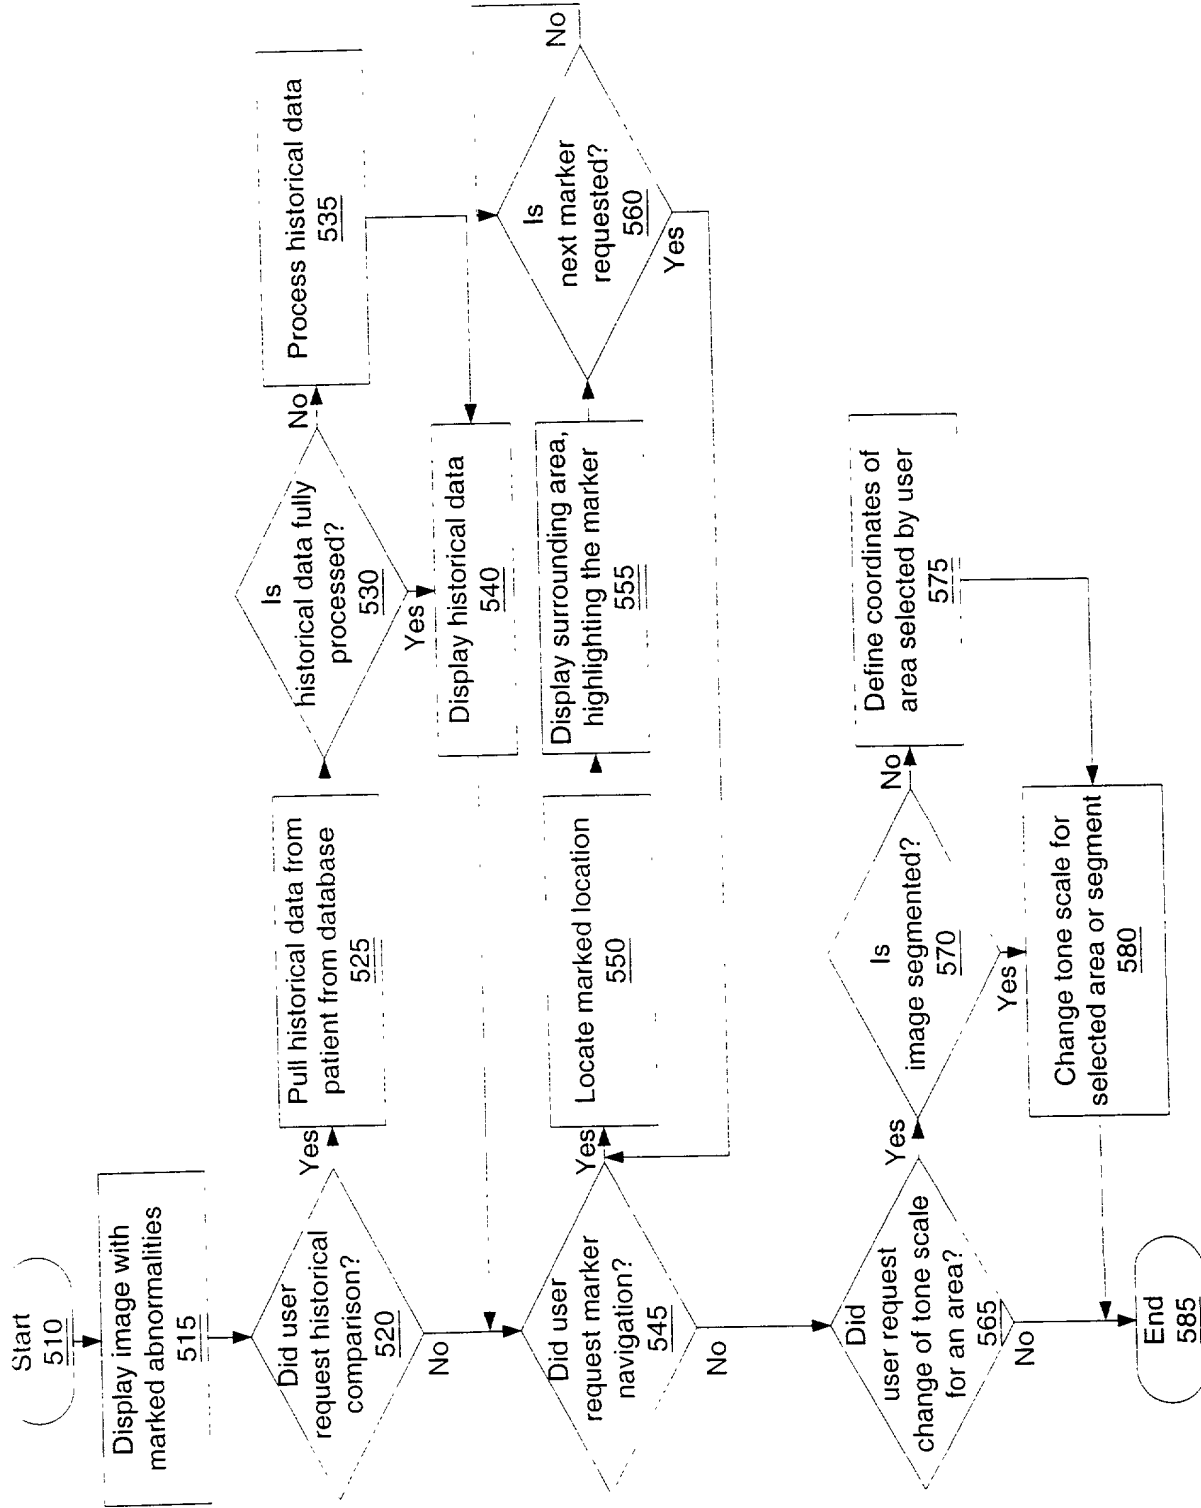 Start
510
Display image with
marked abnormalities
515
Did user
request historical
comparison?
520
Yes
No
Pull historical data from
patient from database
525
Is
historical data fully
processed?
530
No
Yes
Process historical data
535
Display historical data
540
Did user
request marker
navigation?
545
Yes
No
Locate marked location
550
Display surrounding area,
highlighting the marker
555
Is
next marker
requested?
560
No
Yes
Did
user request
change of tone scale
for an area?
565
Yes
No
Is
image segmented?
570
No
Yes
Define coordinates of
area selected by user
575
Change tone scale for
selected area or segment
580
End
585